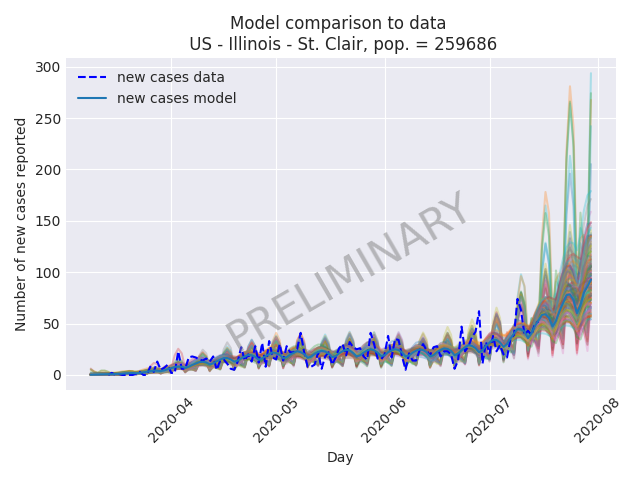 Model comparison to data
US - Illinois - St. Clair, pop. = 259686
new cases data
new cases model
PRELIMINARY
Number of new cases reported
300
250
200
150
100
50
0
2020-04
2020-05
2020-06
2020-07
2020-08
Day